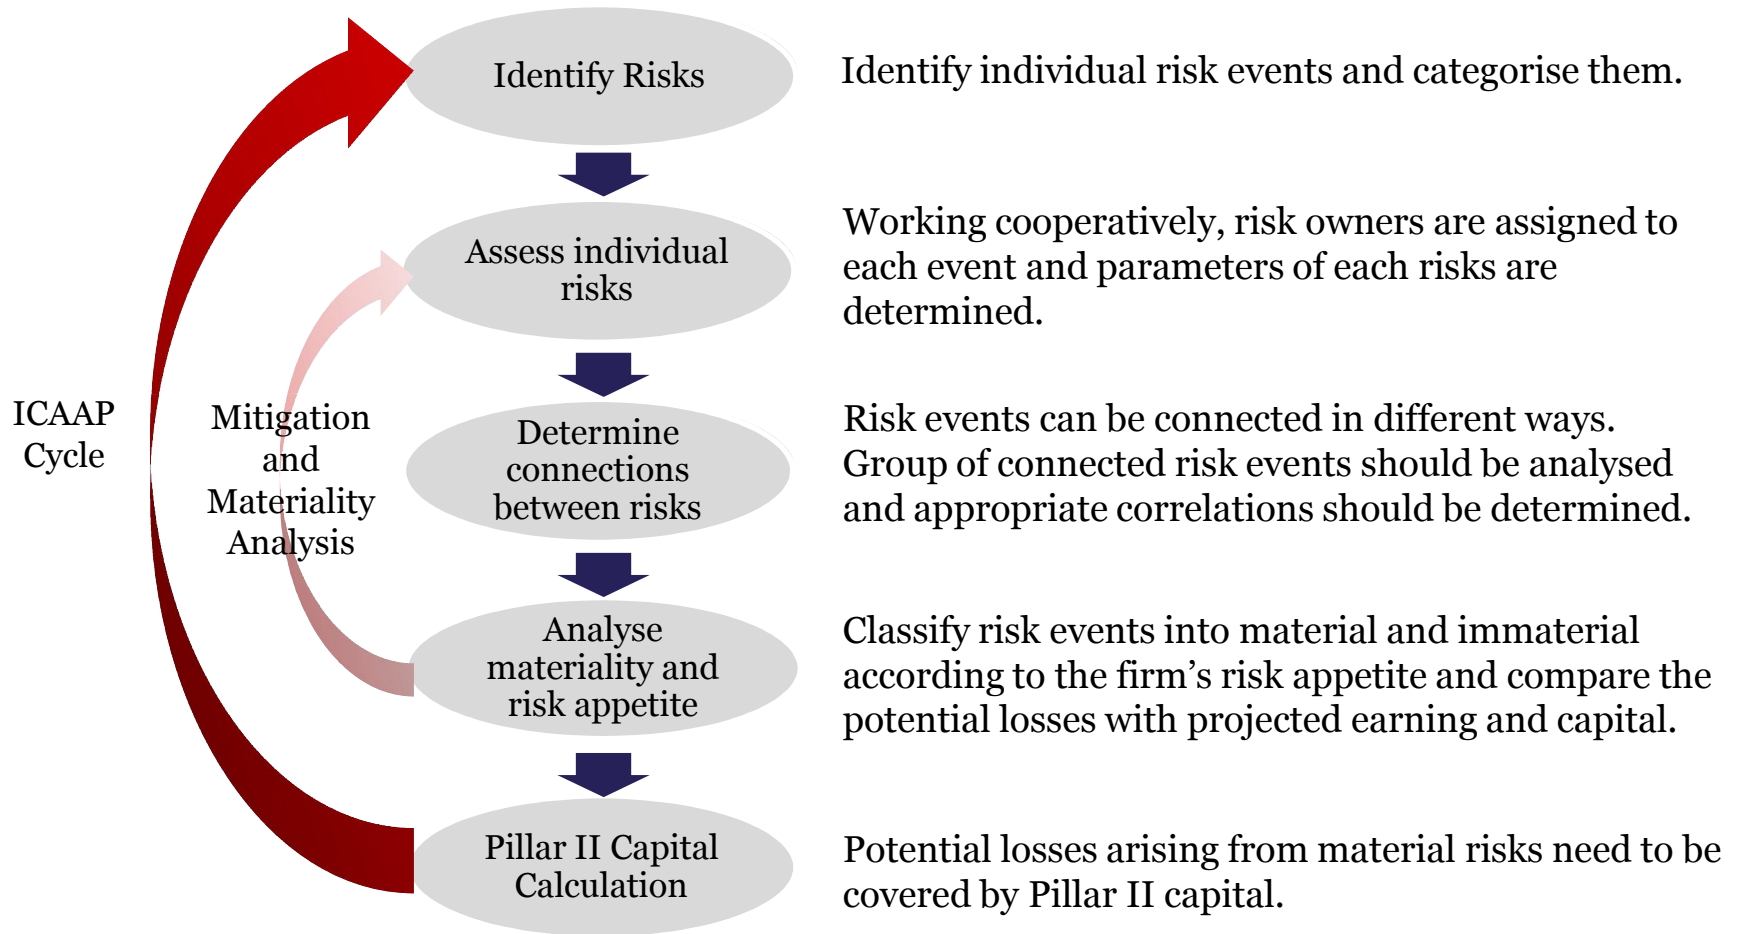 Identify Risks
Identify individual risk events and categorise them.
Assess individual
risks
Working cooperatively, risk owners are assigned to
each event and parameters of each risks are
determined.
ICAAP
Cycle
Mitigation
and
Materiality
Analysis
Determine
connections
between risks
Risk events can be connected in different ways.
Group of connected risk events should be analysed
and appropriate correlations should be determined.
Analyse
materiality and
risk appetite
Classify risk events into material and immaterial
according to the firm’s risk appetite and compare the
potential losses with projected earning and capital.
Pillar II Capital
Calculation
Potential losses arising from material risks need to be
covered by Pillar II capital.